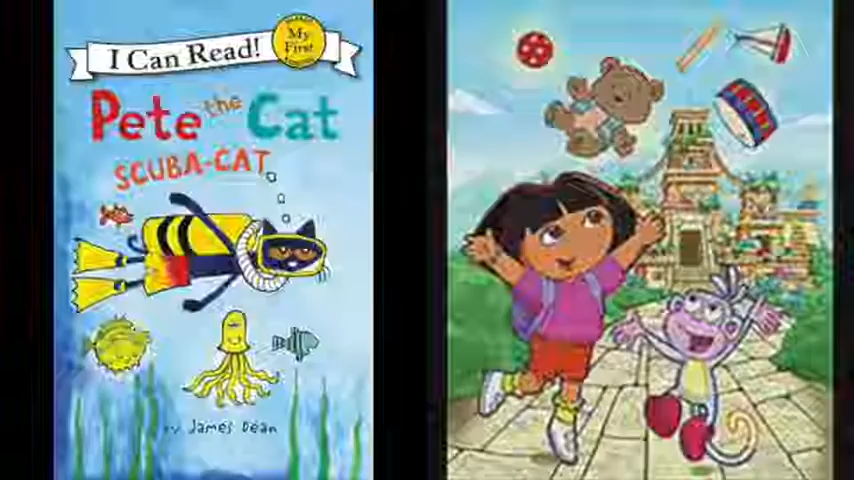 I Can Read!
My
First
Pete the Cat
SCUBA-CAT
by James Dean